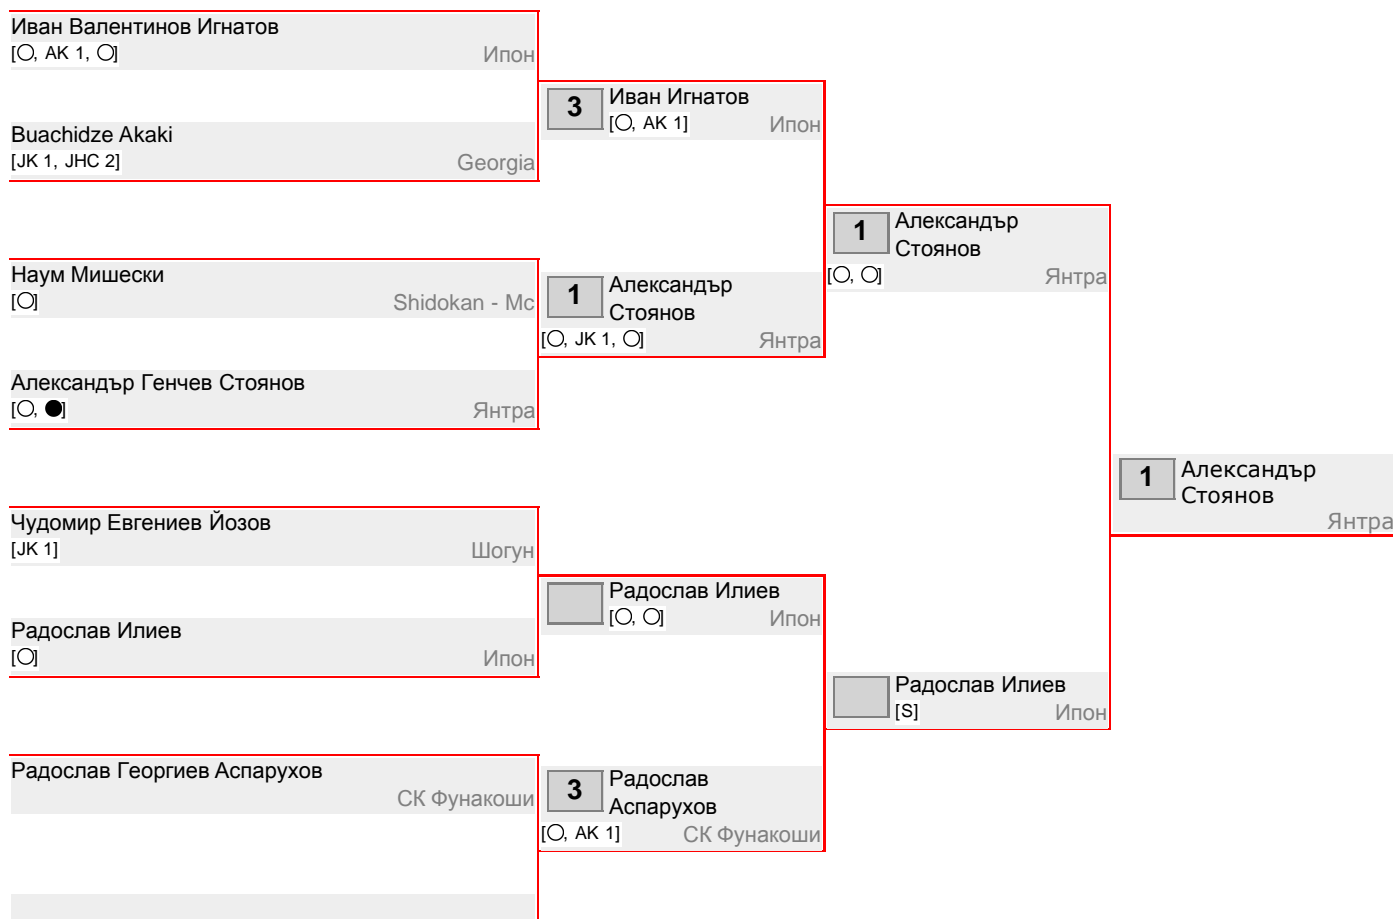 Иван Валентинов Игнатов
[○, AK 1, ○] Ипон
Buachidze Akaki
[JK 1, JHC 2] Georgia
Наум Мишески
[○] Shidokan - Mc
Александър Генчев Стоянов
[○, ●] Янтра
Чудомир Евгениев Йозов
[JK 1] Шогун
Радослав Илиев
[○] Ипон
Радослав Георгиев Аспарухов
СК Фунакоши
3 Иван Игнатов
[○, AK 1] Ипон
1 Александър
Стоянов
[○, JK 1, ○] Янтра
Радослав Илиев
[○, ○] Ипон
3 Радослав
Аспарухов
[○, AK 1] СК Фунакоши
1 Александър
Стоянов
[○, ○] Янтра
Радослав Илиев
[S] Ипон
1 Александър
Стоянов
Янтра